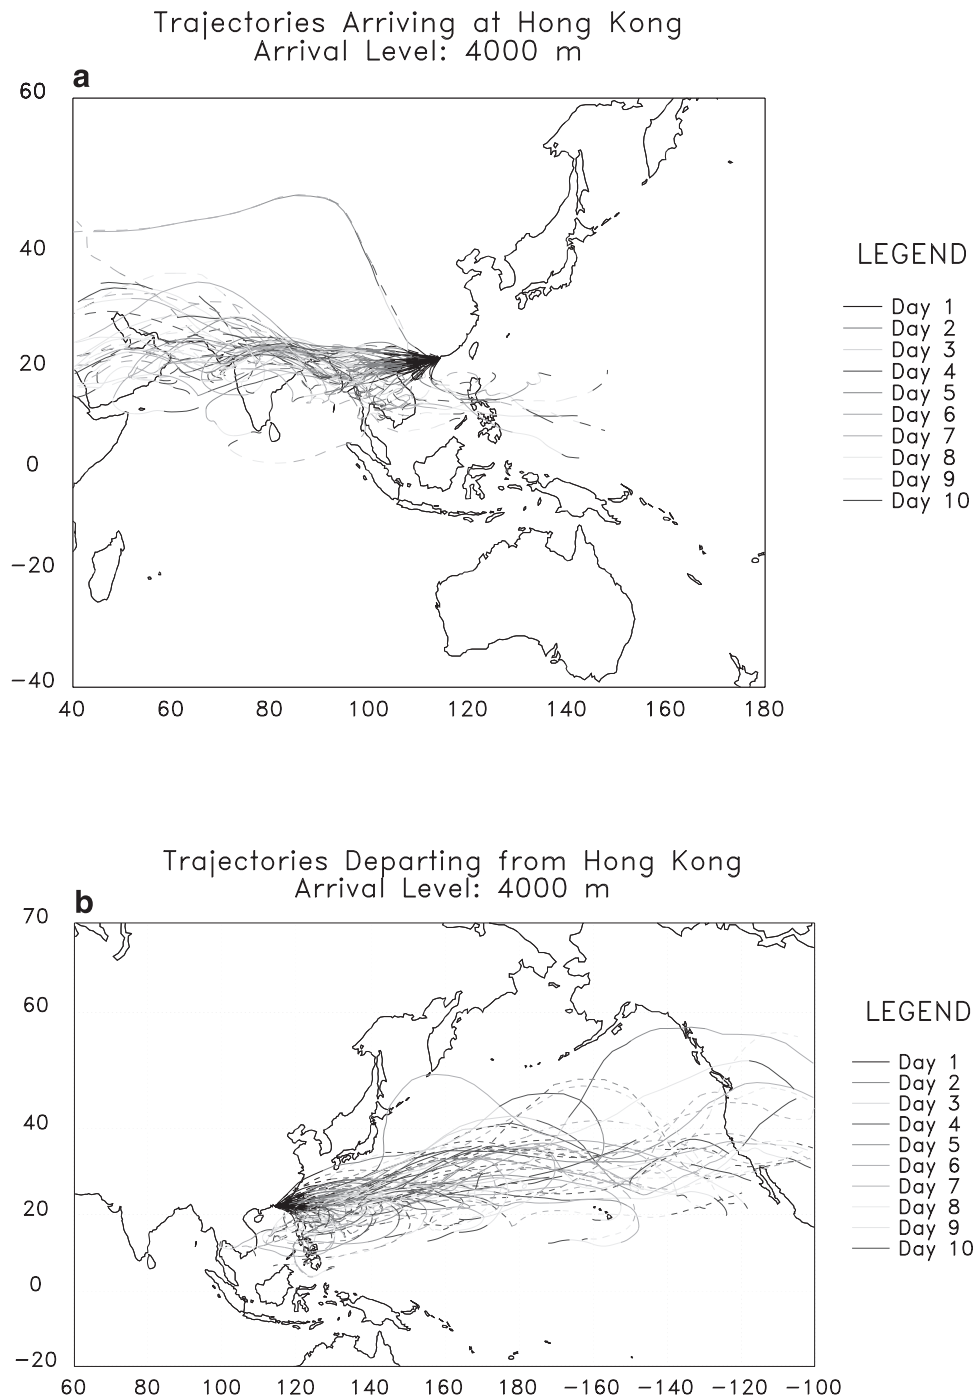 Trajectories Arriving at Hong Kong
Arrival Level: 4000 m
a
60
40
20
0
−20
−40
40 60 80 100 120 140 160 180
LEGEND
Day 1
Day 2
Day 3
Day 4
Day 5
Day 6
Day 7
Day 8
Day 9
Day 10
Trajectories Departing from Hong Kong
Arrival Level: 4000 m
b
70
60
40
20
0
−20
60 80 100 120 140 160 180 −160 −140 −120 −100
LEGEND
Day 1
Day 2
Day 3
Day 4
Day 5
Day 6
Day 7
Day 8
Day 9
Day 10